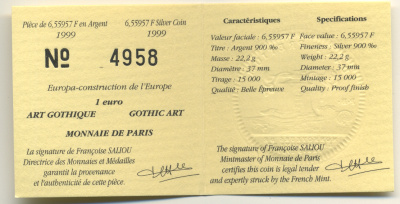 Pièce de 6,55957 F en Argent
1999
6,55957 F Silver Coin
1999
No 4958
Europa-construction de l'Europe
1 euro
ART GOTHIQUE GOTHIC ART
MONNAIE DE PARIS
La signature de Françoise SALIOU
Directrice des Monnaies et Médailles
garantit la provenance
et l'authenticité de cette pièce.
Caractéristiques
Valeur faciale : 6,55957 F
Titre : Argent 900 ‰
Masse : 22,2 g
Diamètre : 37 mm
Tirage : 15 000
Qualité : Belle Épreuve
Specifications
Face value : 6,55957 F
Fineness : Silver 900 ‰
Weight : 22,2 g
Diameter : 37 mm
Mintage : 15 000
Quality : Proof finish
The signature of Françoise SALIOU
Mintmaster of Monnaie de Paris
certifies this coin is legal tender
and expertly struck by the French Mint.